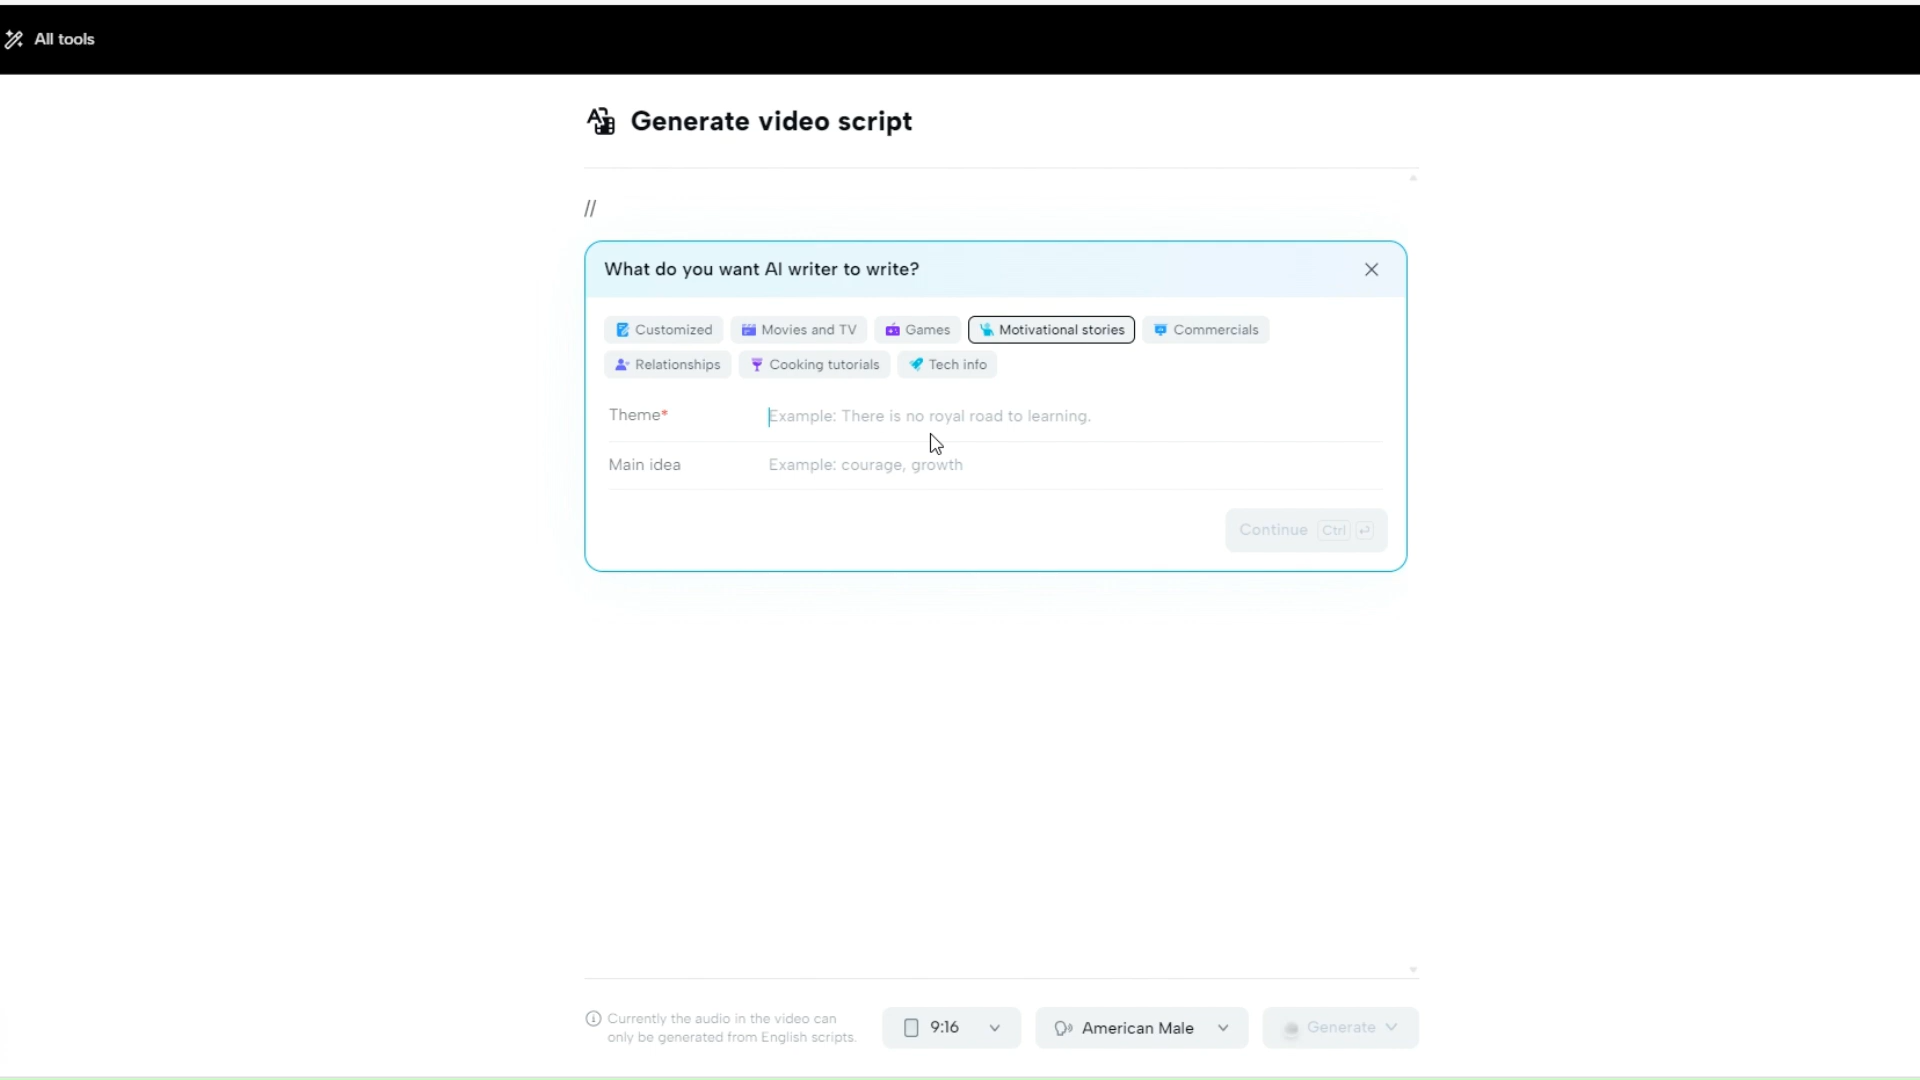 All tools
Generate video script
//
What do you want AI writer to write?
Customized
Movies and TV
Games
Motivational stories
Commercials
Relationships
Cooking tutorials
Tech info
Theme*
Example: There is no royal road to learning.
Main idea
Example: courage, growth
Continue Ctrl ↵
Currently the audio in the video can
only be generated from English scripts.
9:16
American Male
Generate